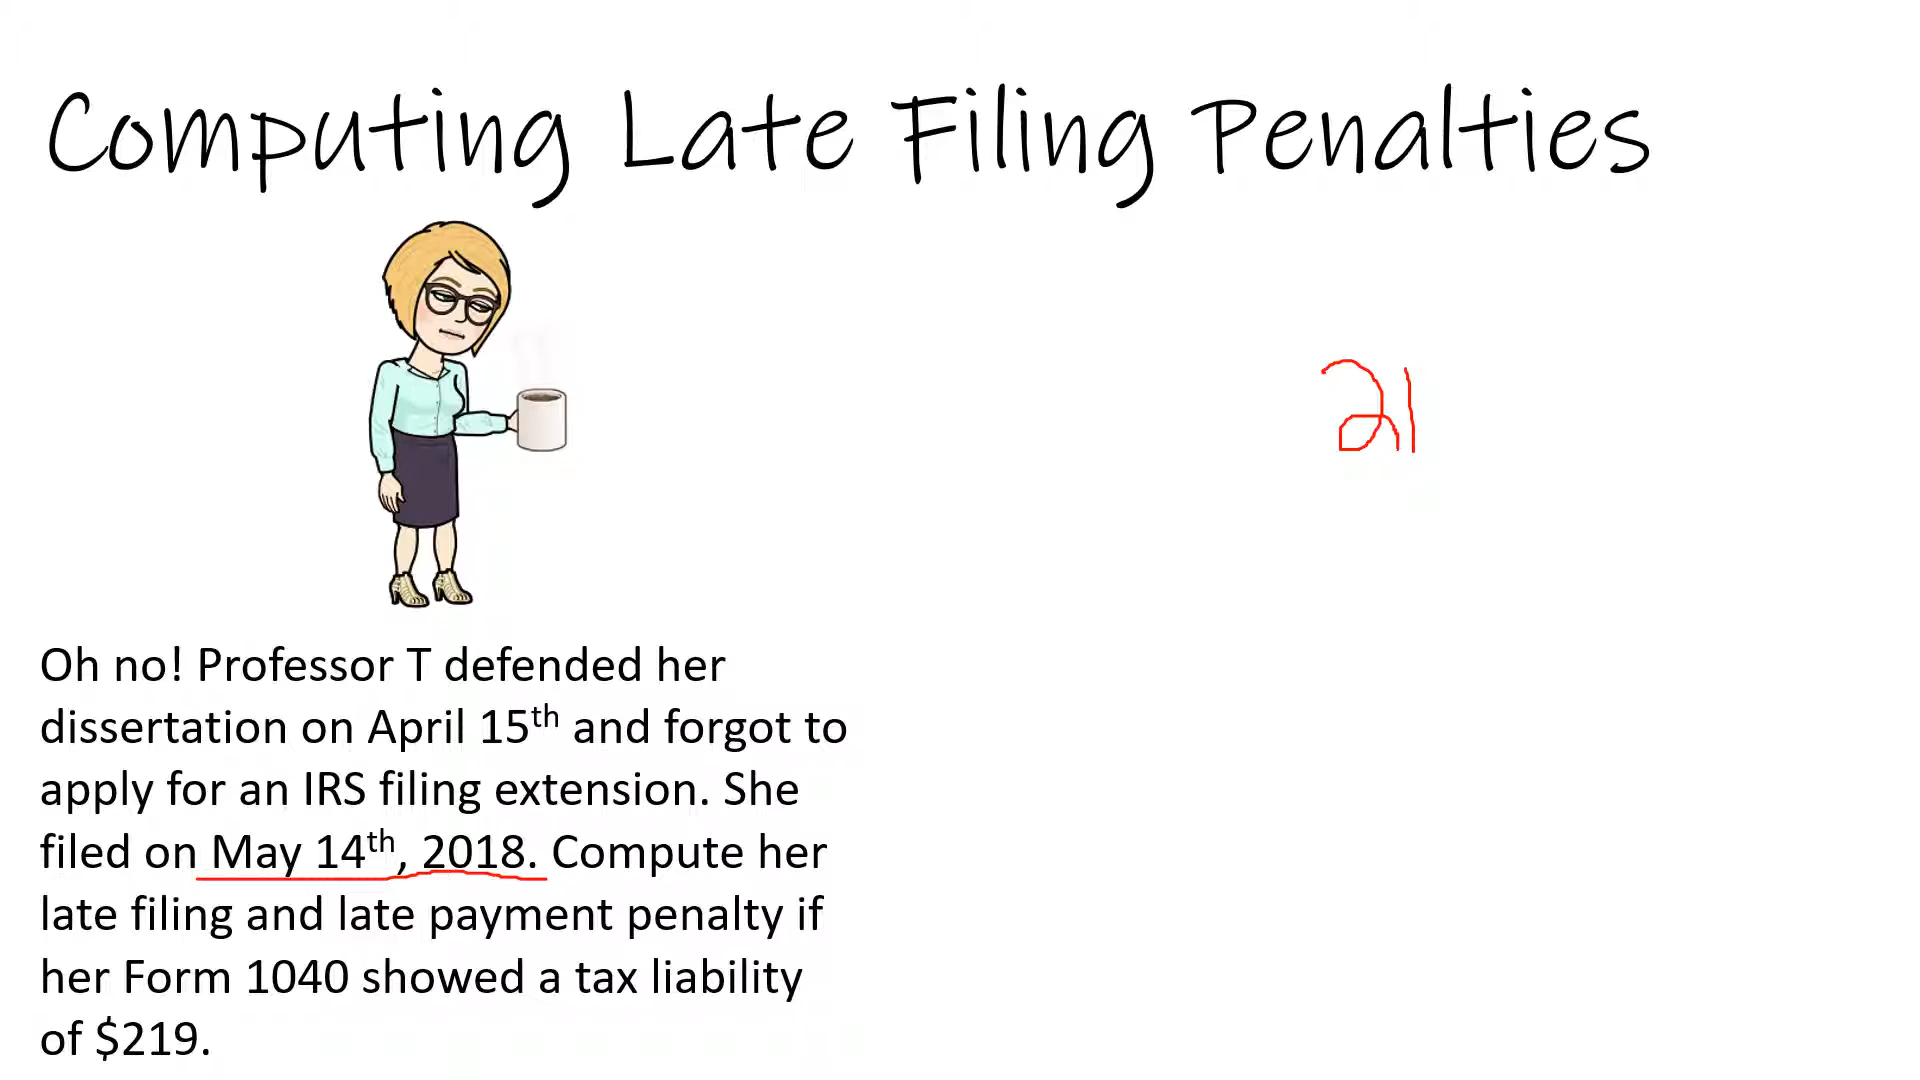 Computing Late Filing Penalties
21
Oh no! Professor T defended her
dissertation on April 15th and forgot to
apply for an IRS filing extension. She
filed on May 14th, 2018. Compute her
late filing and late payment penalty if
her Form 1040 showed a tax liability
of $219.